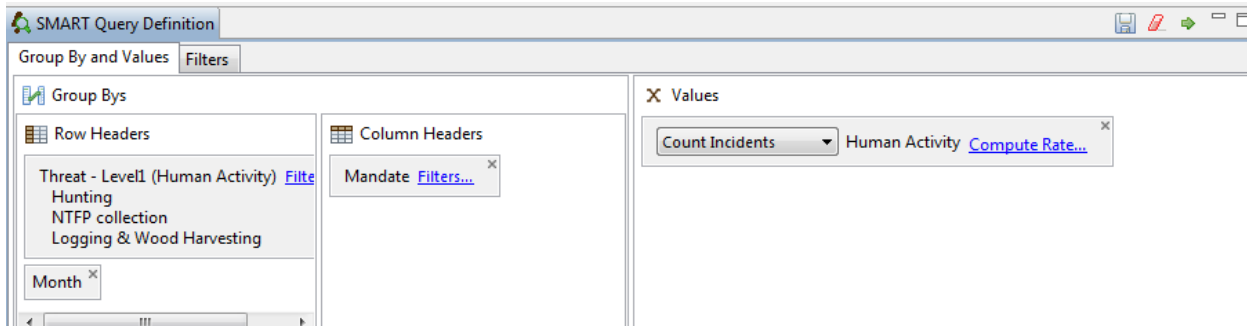 SMART Query Definition
Group By and Values Filters
Group Bys
Row Headers
Threat - Level1 (Human Activity) Filte
Hunting
NTFP collection
Logging & Wood Harvesting
Month
Column Headers
Mandate Filters...
Values
Count Incidents Human Activity Compute Rate...